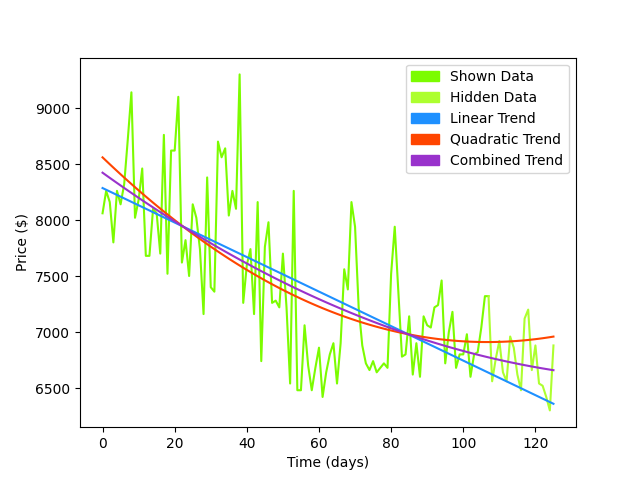 Shown Data
Hidden Data
Linear Trend
Quadratic Trend
Combined Trend
9000
8500
8000
7500
7000
6500
Price ($)
0 20 40 60 80 100 120
Time (days)